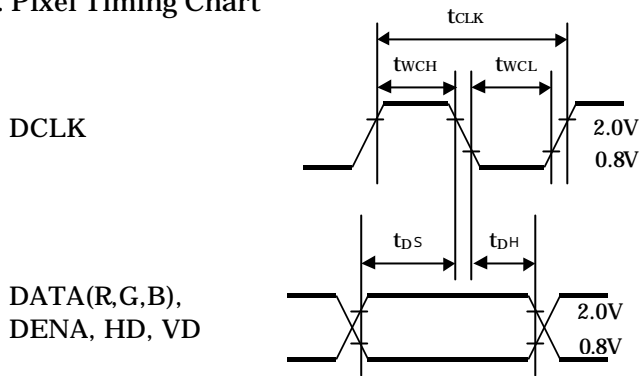 . Pixel Timing Chart
tCLK
tWCH tWCL
DCLK
2.0V
0.8V
tDS tDH
DATA(R,G,B),
DENA, HD, VD
2.0V
0.8V